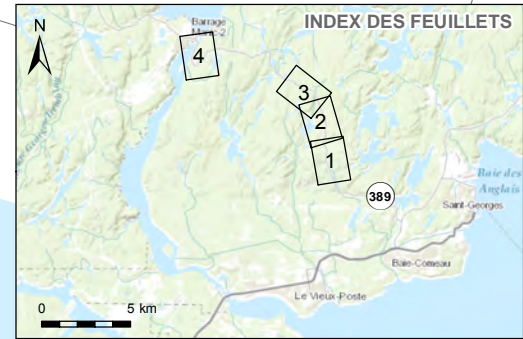 INDEX DES FEUILLETS
N
Barrage
Manic-2
4
3
2
1
389
Baie des
Anglais
Saint-Georges
Baie-Comeau
Le Vieux-Poste
0 5 km